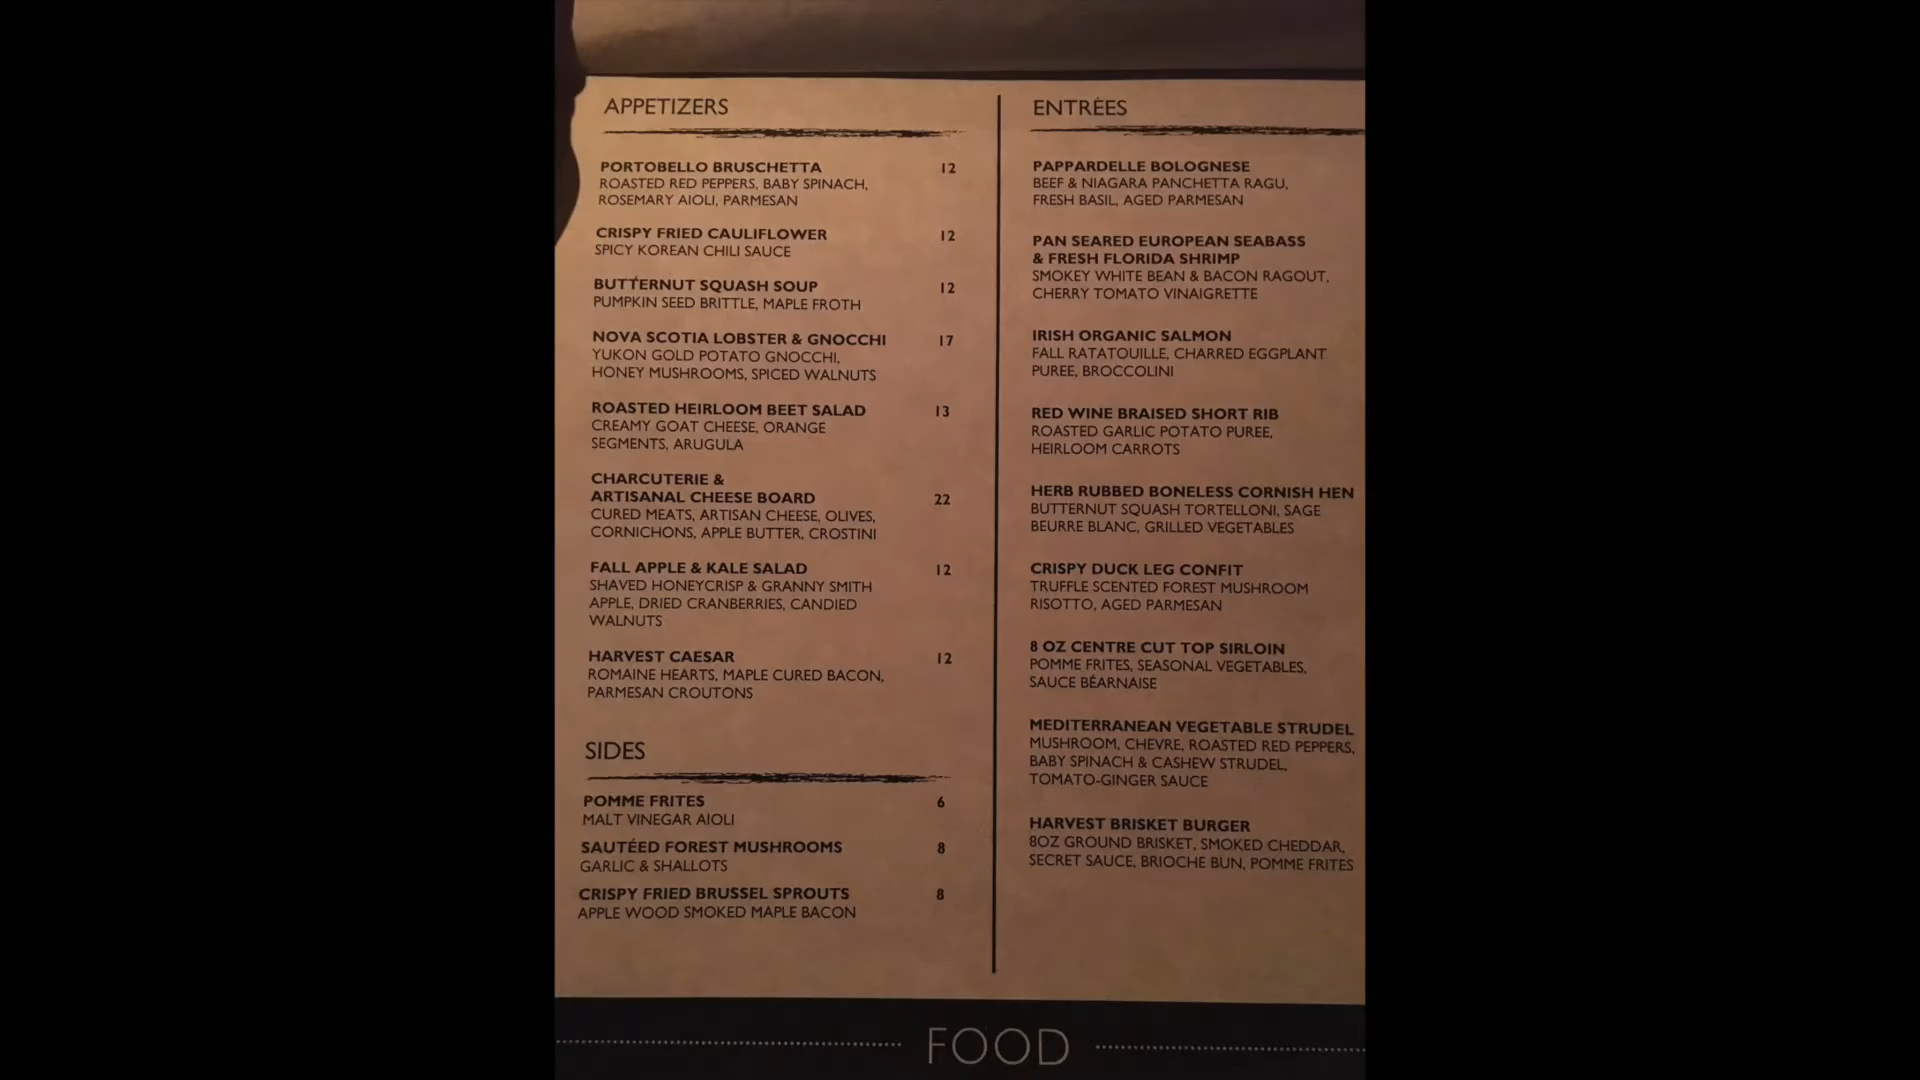 APPETIZERS
PORTOBELLO BRUSCHETTA 12
ROASTED RED PEPPERS, BABY SPINACH,
ROSEMARY AIOLI, PARMESAN
CRISPY FRIED CAULIFLOWER 12
SPICY KOREAN CHILI SAUCE
BUTTERNUT SQUASH SOUP 12
PUMPKIN SEED BRITTLE, MAPLE FROTH
NOVA SCOTIA LOBSTER & GNOCCHI 17
YUKON GOLD POTATO GNOCCHI,
HONEY MUSHROOMS, SPICED WALNUTS
ROASTED HEIRLOOM BEET SALAD 13
CREAMY GOAT CHEESE, ORANGE
SEGMENTS, ARUGULA
CHARCUTERIE &
ARTISANAL CHEESE BOARD 22
CURED MEATS, ARTISAN CHEESE, OLIVES,
CORNICHONS, APPLE BUTTER, CROSTINI
FALL APPLE & KALE SALAD 12
SHAVED HONEYCRISP & GRANNY SMITH
APPLE, DRIED CRANBERRIES, CANDIED
WALNUTS
HARVEST CAESAR 12
ROMAINE HEARTS, MAPLE CURED BACON,
PARMESAN CROUTONS
SIDES
POMME FRITES 6
MALT VINEGAR AIOLI
SAUTÉED FOREST MUSHROOMS 8
GARLIC & SHALLOTS
CRISPY FRIED BRUSSEL SPROUTS 8
APPLE WOOD SMOKED MAPLE BACON
ENTRÉES
PAPPARDELLE BOLOGNESE
BEEF & NIAGARA PANCHETTA RAGU,
FRESH BASIL, AGED PARMESAN
PAN SEARED EUROPEAN SEABASS
& FRESH FLORIDA SHRIMP
SMOKEY WHITE BEAN & BACON RAGOUT,
CHERRY TOMATO VINAIGRETTE
IRISH ORGANIC SALMON
FALL RATATOUILLE, CHARRED EGGPLANT
PUREE, BROCCOLINI
RED WINE BRAISED SHORT RIB
ROASTED GARLIC POTATO PUREE,
HEIRLOOM CARROTS
HERB RUBBED BONELESS CORNISH HEN
BUTTERNUT SQUASH TORTELLONI, SAGE
BEURRE BLANC, GRILLED VEGETABLES
CRISPY DUCK LEG CONFIT
TRUFFLE SCENTED FOREST MUSHROOM
RISOTTO, AGED PARMESAN
8 OZ CENTRE CUT TOP SIRLOIN
POMME FRITES, SEASONAL VEGETABLES,
SAUCE BÉARNAISE
MEDITERRANEAN VEGETABLE STRUDEL
MUSHROOM, CHEVRE, ROASTED RED PEPPERS,
BABY SPINACH & CASHEW STRUDEL,
TOMATO-GINGER SAUCE
HARVEST BRISKET BURGER
8OZ GROUND BRISKET, SMOKED CHEDDAR,
SECRET SAUCE, BRIOCHE BUN, POMME FRITES
FOOD